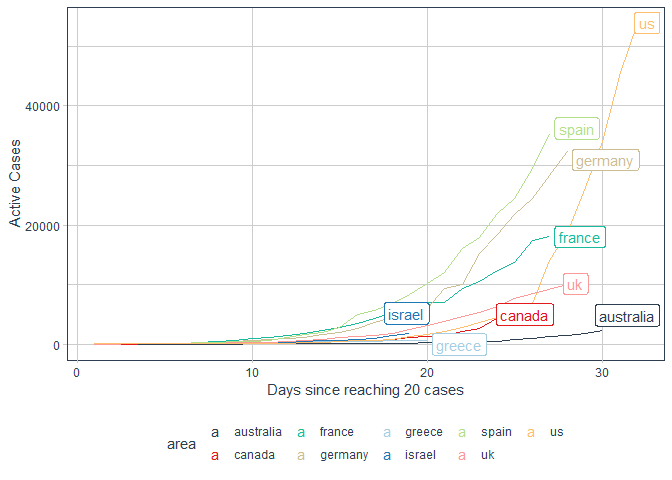 us
40000
spain
germany
Active Cases
20000
france
uk
israel
canada
australia
greece
0
0
10
20
30
Days since reaching 20 cases
area
a australia a france a greece a spain a us
a canada a germany a israel a uk